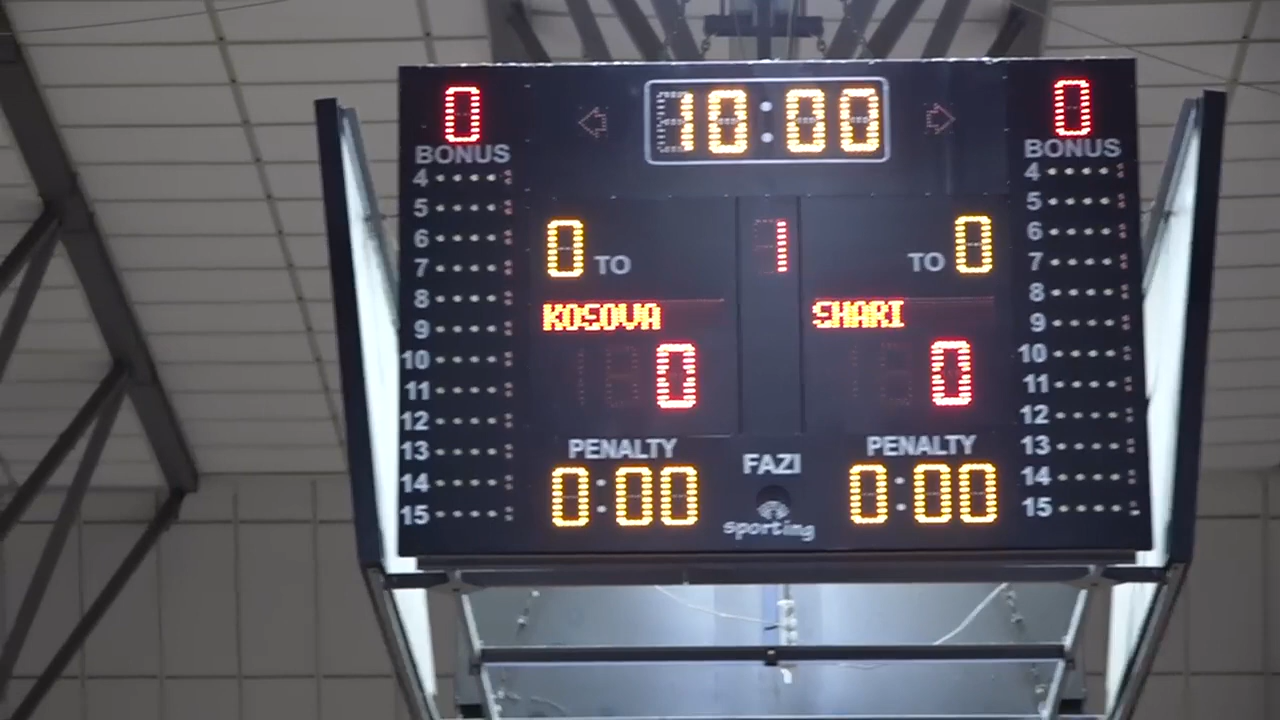 0 10:00 0
BONUS BONUS
4 4
5 5
0 TO 1 TO 0
6 6
7 7
8 8
KOSOVA SHARI
9 9
0 0
10 10
11 11
12 12
PENALTY FAZI PENALTY
13 13
0:00 0:00
14 14
sporting
15 15